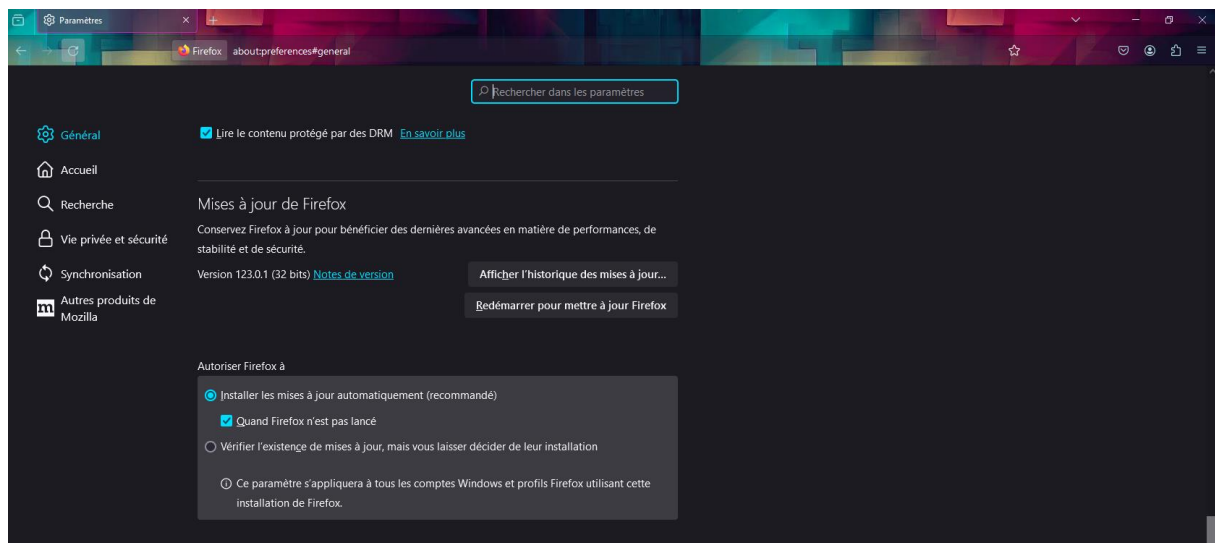 Paramètres
Firefox about:preferences#general
Rechercher dans les paramètres
Général
Accueil
Recherche
Vie privée et sécurité
Synchronisation
m Autres produits de
Mozilla
Lire le contenu protégé par des DRM En savoir plus
Mises à jour de Firefox
Conservez Firefox à jour pour bénéficier des dernières avancées en matière de performances, de
stabilité et de sécurité.
Version 123.0.1 (32 bits) Notes de version
Afficher l'historique des mises à jour...
Redémarrer pour mettre à jour Firefox
Autoriser Firefox à
Installer les mises à jour automatiquement (recommandé)
Quand Firefox n'est pas lancé
Vérifier l'existence de mises à jour, mais vous laisser décider de leur installation
Ce paramètre s'appliquera à tous les comptes Windows et profils Firefox utilisant cette
installation de Firefox.